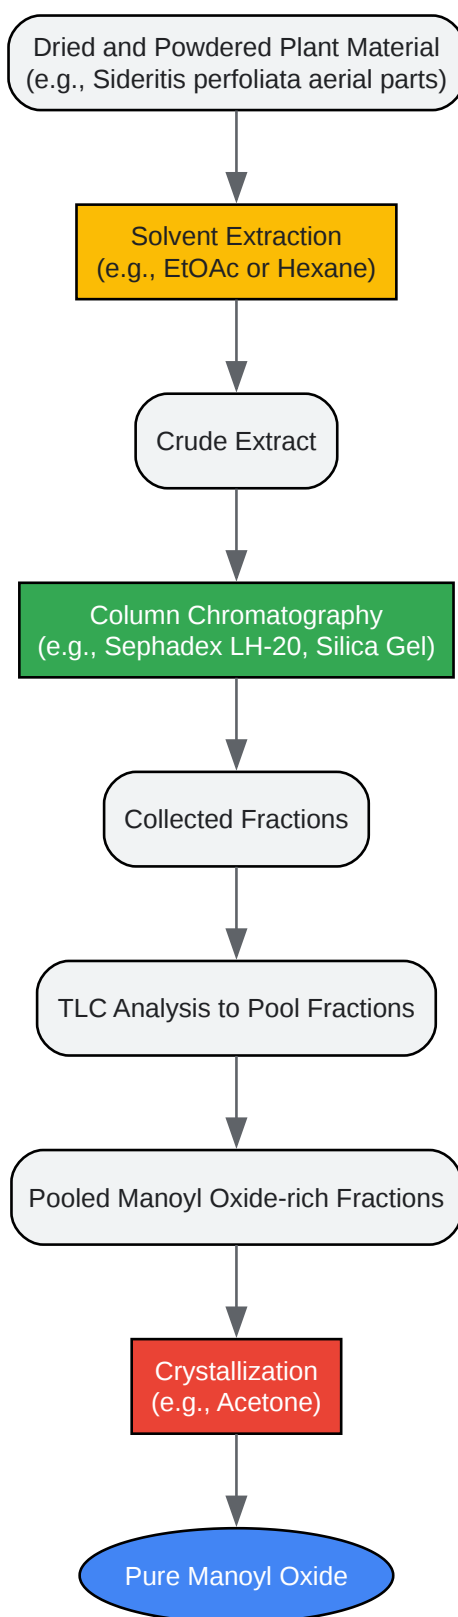 Dried and Powdered Plant Material
(e.g., Sideritis perfoliata aerial parts)
Solvent Extraction
(e.g., EtOAc or Hexane)
Crude Extract
Column Chromatography
(e.g., Sephadex LH-20, Silica Gel)
Collected Fractions
TLC Analysis to Pool Fractions
Pooled Manoyl Oxide-rich Fractions
Crystallization
(e.g., Acetone)
Pure Manoyl Oxide